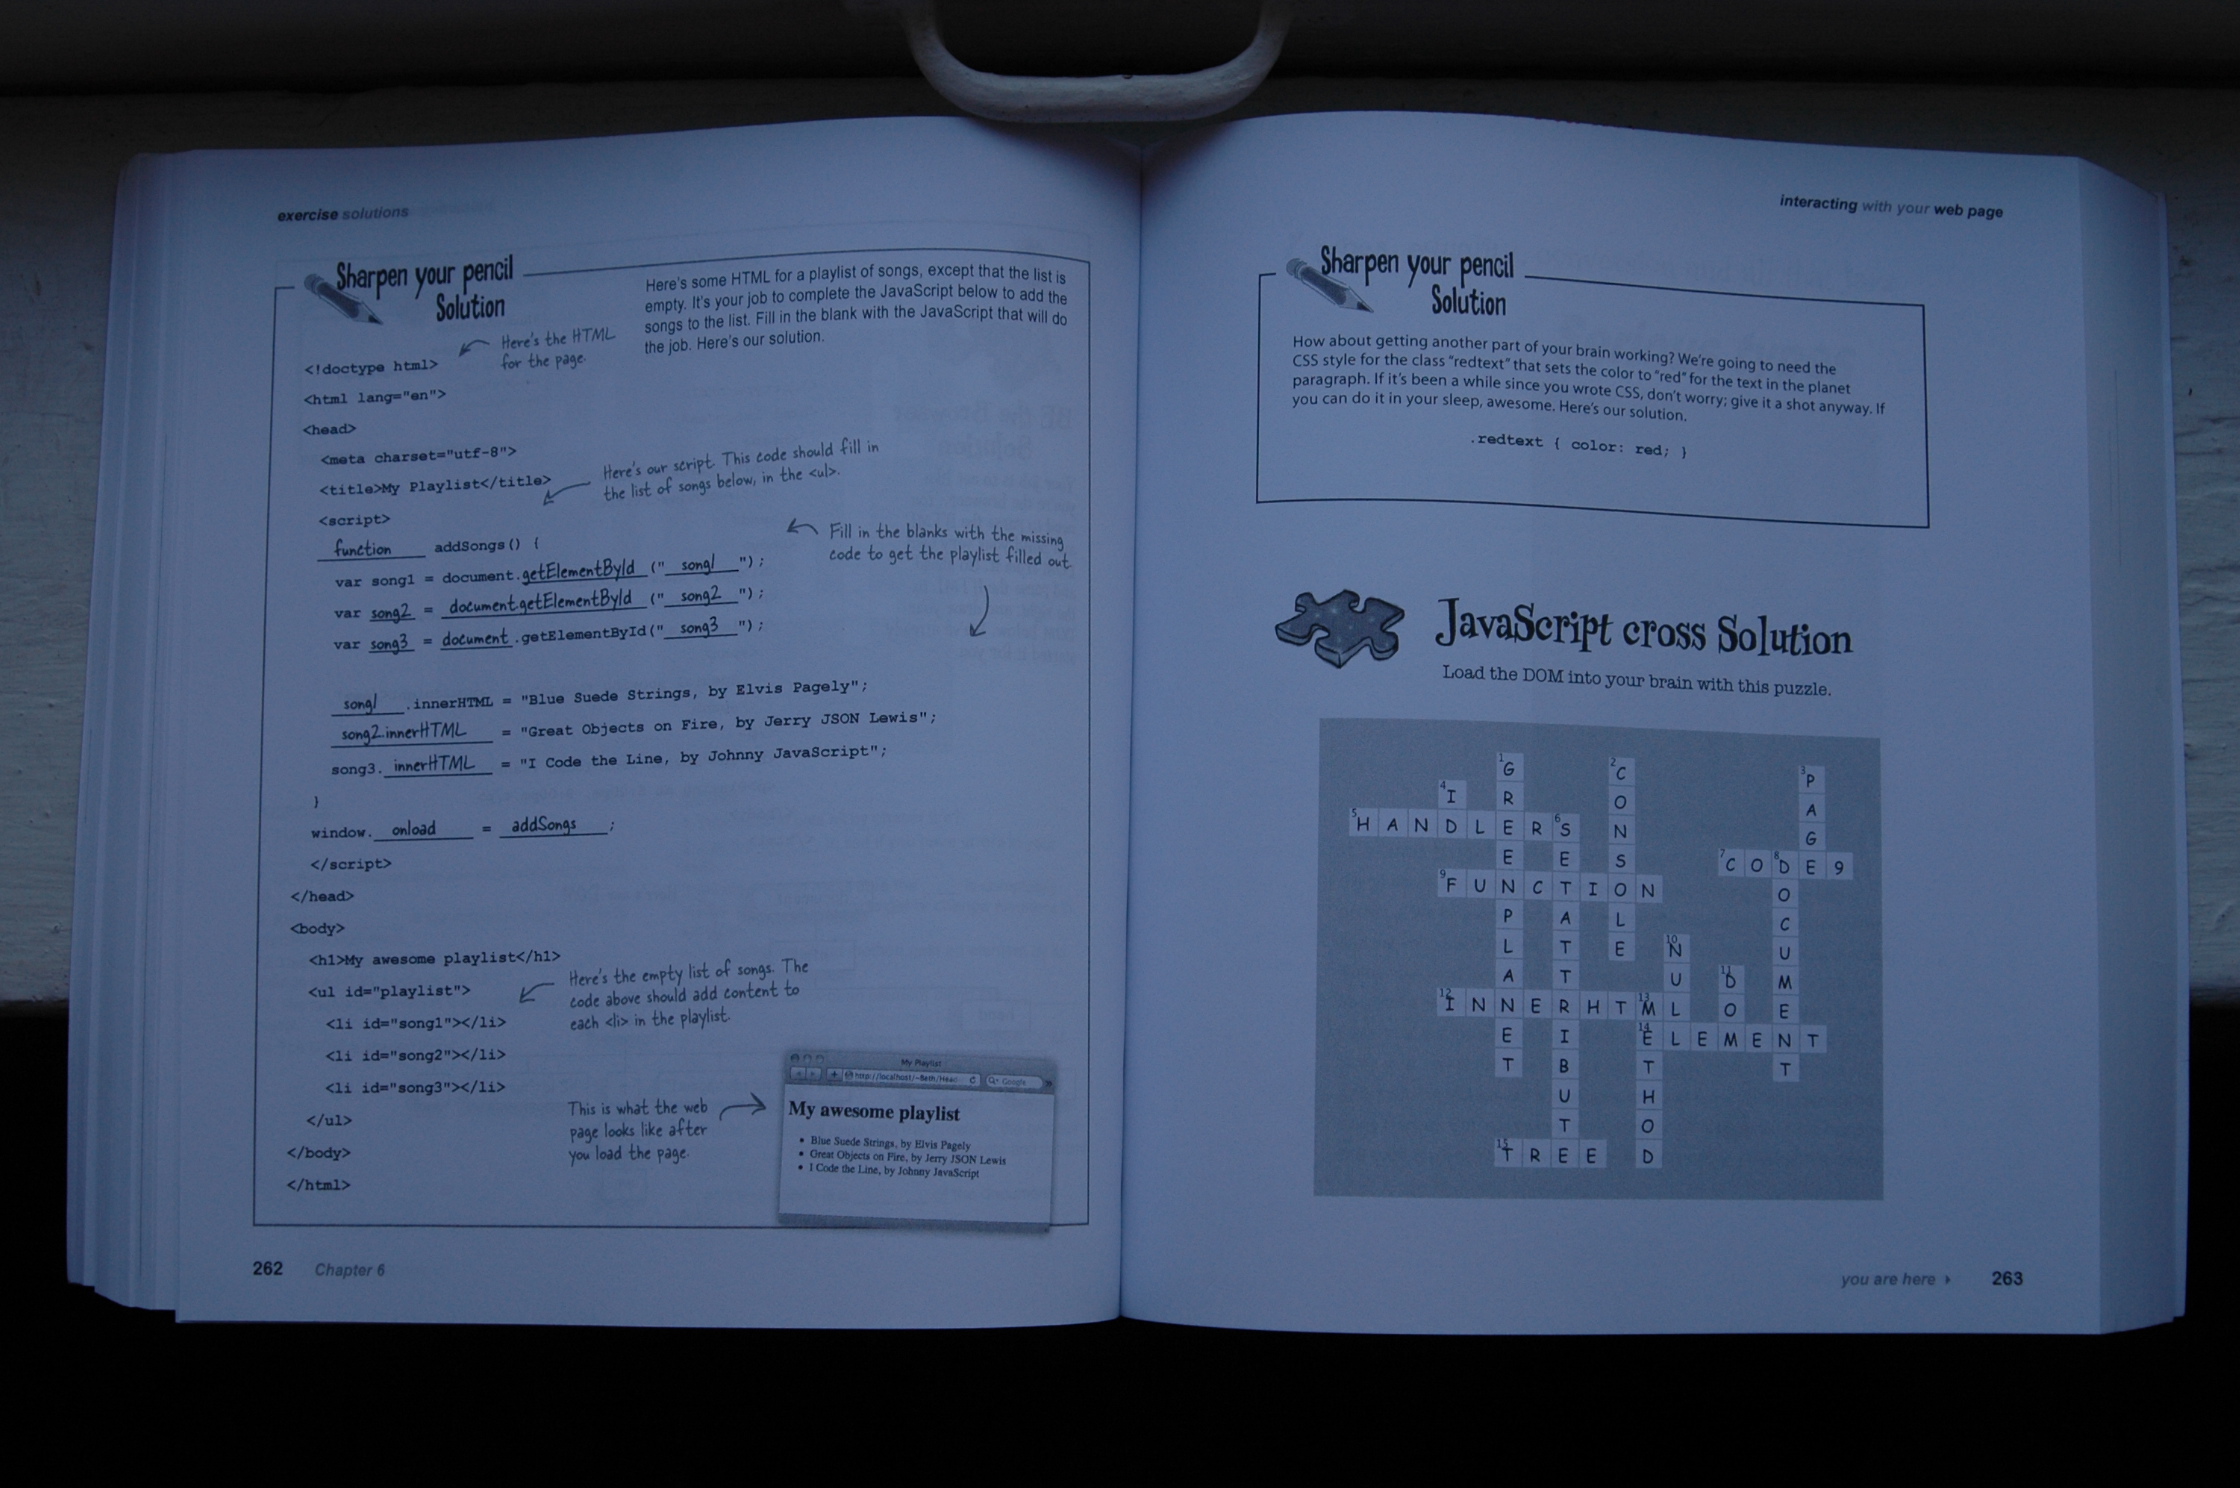 exercise solutions
Sharpen your pencil
Solution
Here's some HTML for a playlist of songs, except that the list is
empty. It's your job to complete the JavaScript below to add the
songs to the list. Fill in the blank with the JavaScript that will do
the job. Here's our solution.
Here's the HTML
for the page.
<!doctype html>
<html lang="en">
<head>
<meta charset="utf-8">
<title>My Playlist</title>
Here's our script. This code should fill in
the list of songs below, in the <ul>.
<script>
function addSongs() {
Fill in the blanks with the missing
code to get the playlist filled out.
var song1 = document.getElementById("song1");
var song2 = document.getElementById("song2");
var song3 = document.getElementById("song3");
song1.innerHTML = "Blue Suede Strings, by Elvis Pagely";
song2.innerHTML = "Great Objects on Fire, by Jerry JSON Lewis";
song3.innerHTML = "I Code the Line, by Johnny JavaScript";
}
window.onload = addSongs;
</script>
</head>
<body>
<h1>My awesome playlist</h1>
<ul id="playlist">
Here's the empty list of songs. The
code above should add content to
each <li> in the playlist.
<li id="song1"></li>
<li id="song2"></li>
<li id="song3"></li>
</ul>
</body>
</html>
This is what the web
page looks like after
you load the page.
My Playlist
http://localhost/~Beth/Head
Google
My awesome playlist
• Blue Suede Strings, by Elvis Pagely
• Great Objects on Fire, by Jerry JSON Lewis
• I Code the Line, by Johnny JavaScript
262 Chapter 6
interacting with your web page
Sharpen your pencil
Solution
How about getting another part of your brain working? We're going to need the
CSS style for the class "redtext" that sets the color to "red" for the text in the planet
paragraph. If it's been a while since you wrote CSS, don't worry; give it a shot anyway. If
you can do it in your sleep, awesome. Here's our solution.
.redtext { color: red; }
JavaScript cross Solution
Load the DOM into your brain with this puzzle.
1 GREENPLANET
2 CONSOLE
3 PAGE
4 ID
5 HANDLERS
6 SETATTRIBUTE
7 CODE9
8 DOCUMENT
9 FUNCTION
10 NULL
11 DOM
12 INNERHTML
13 METHOD
14 ELEMENT
15 TREE
you are here 263